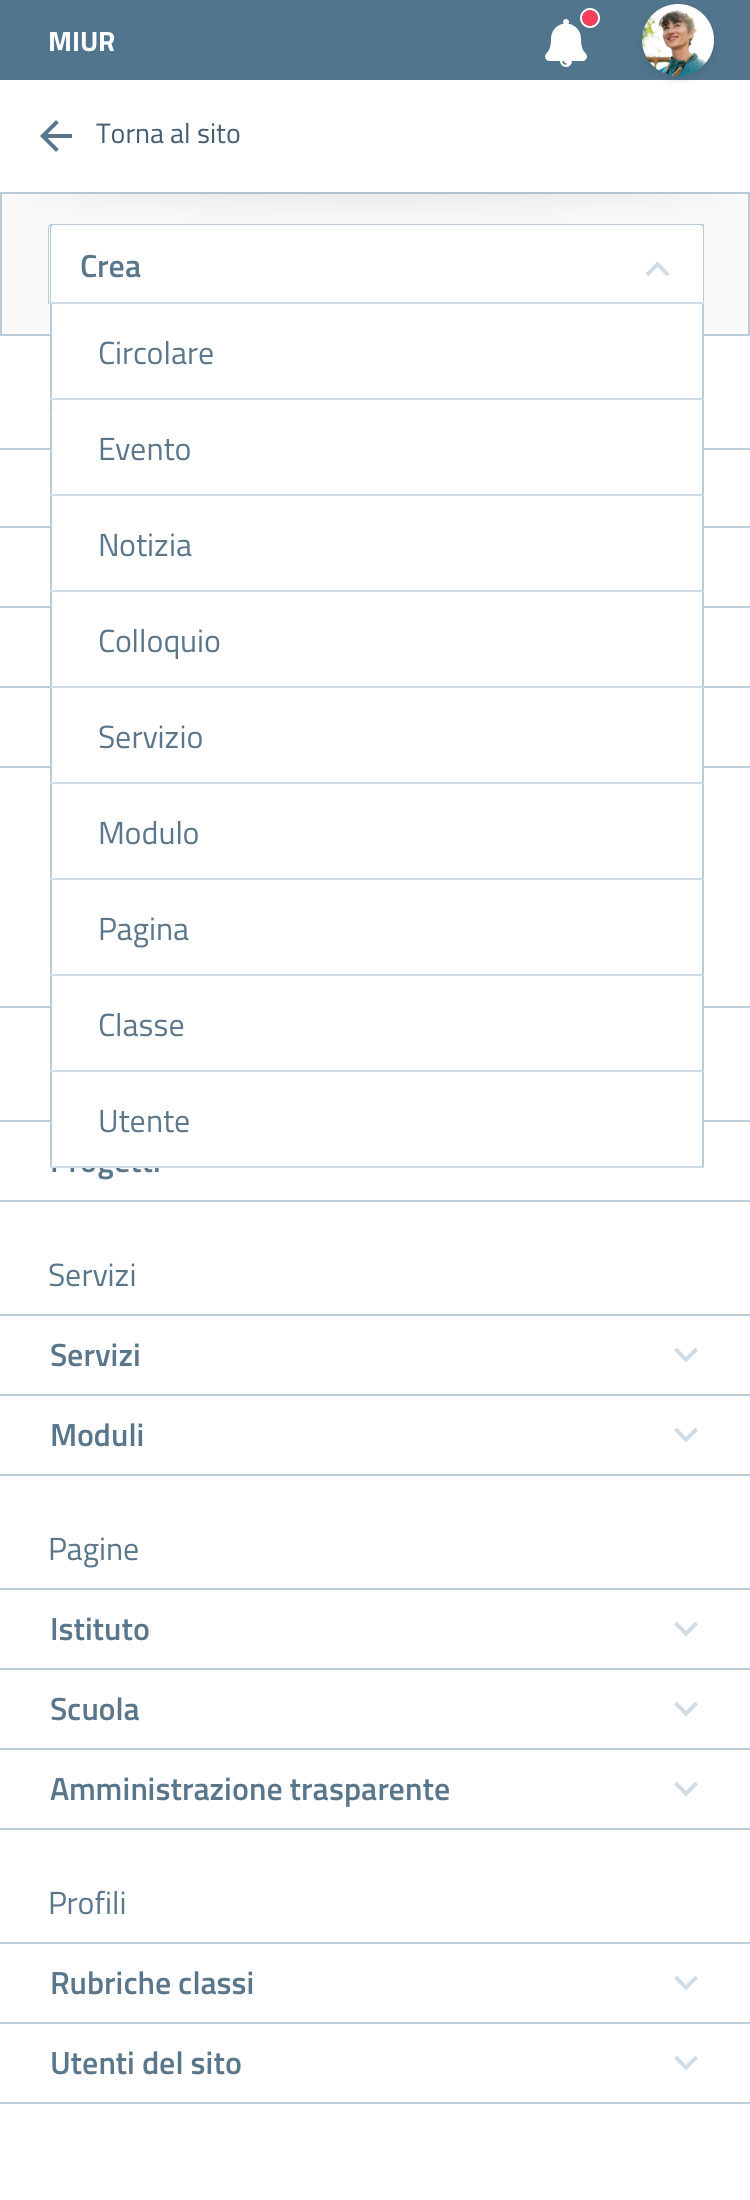 MIUR
Torna al sito
Crea
Circolare
Evento
Notizia
Colloquio
Servizio
Modulo
Pagina
Classe
Utente
Progetti
Servizi
Servizi
Moduli
Pagine
Istituto
Scuola
Amministrazione trasparente
Profili
Rubriche classi
Utenti del sito